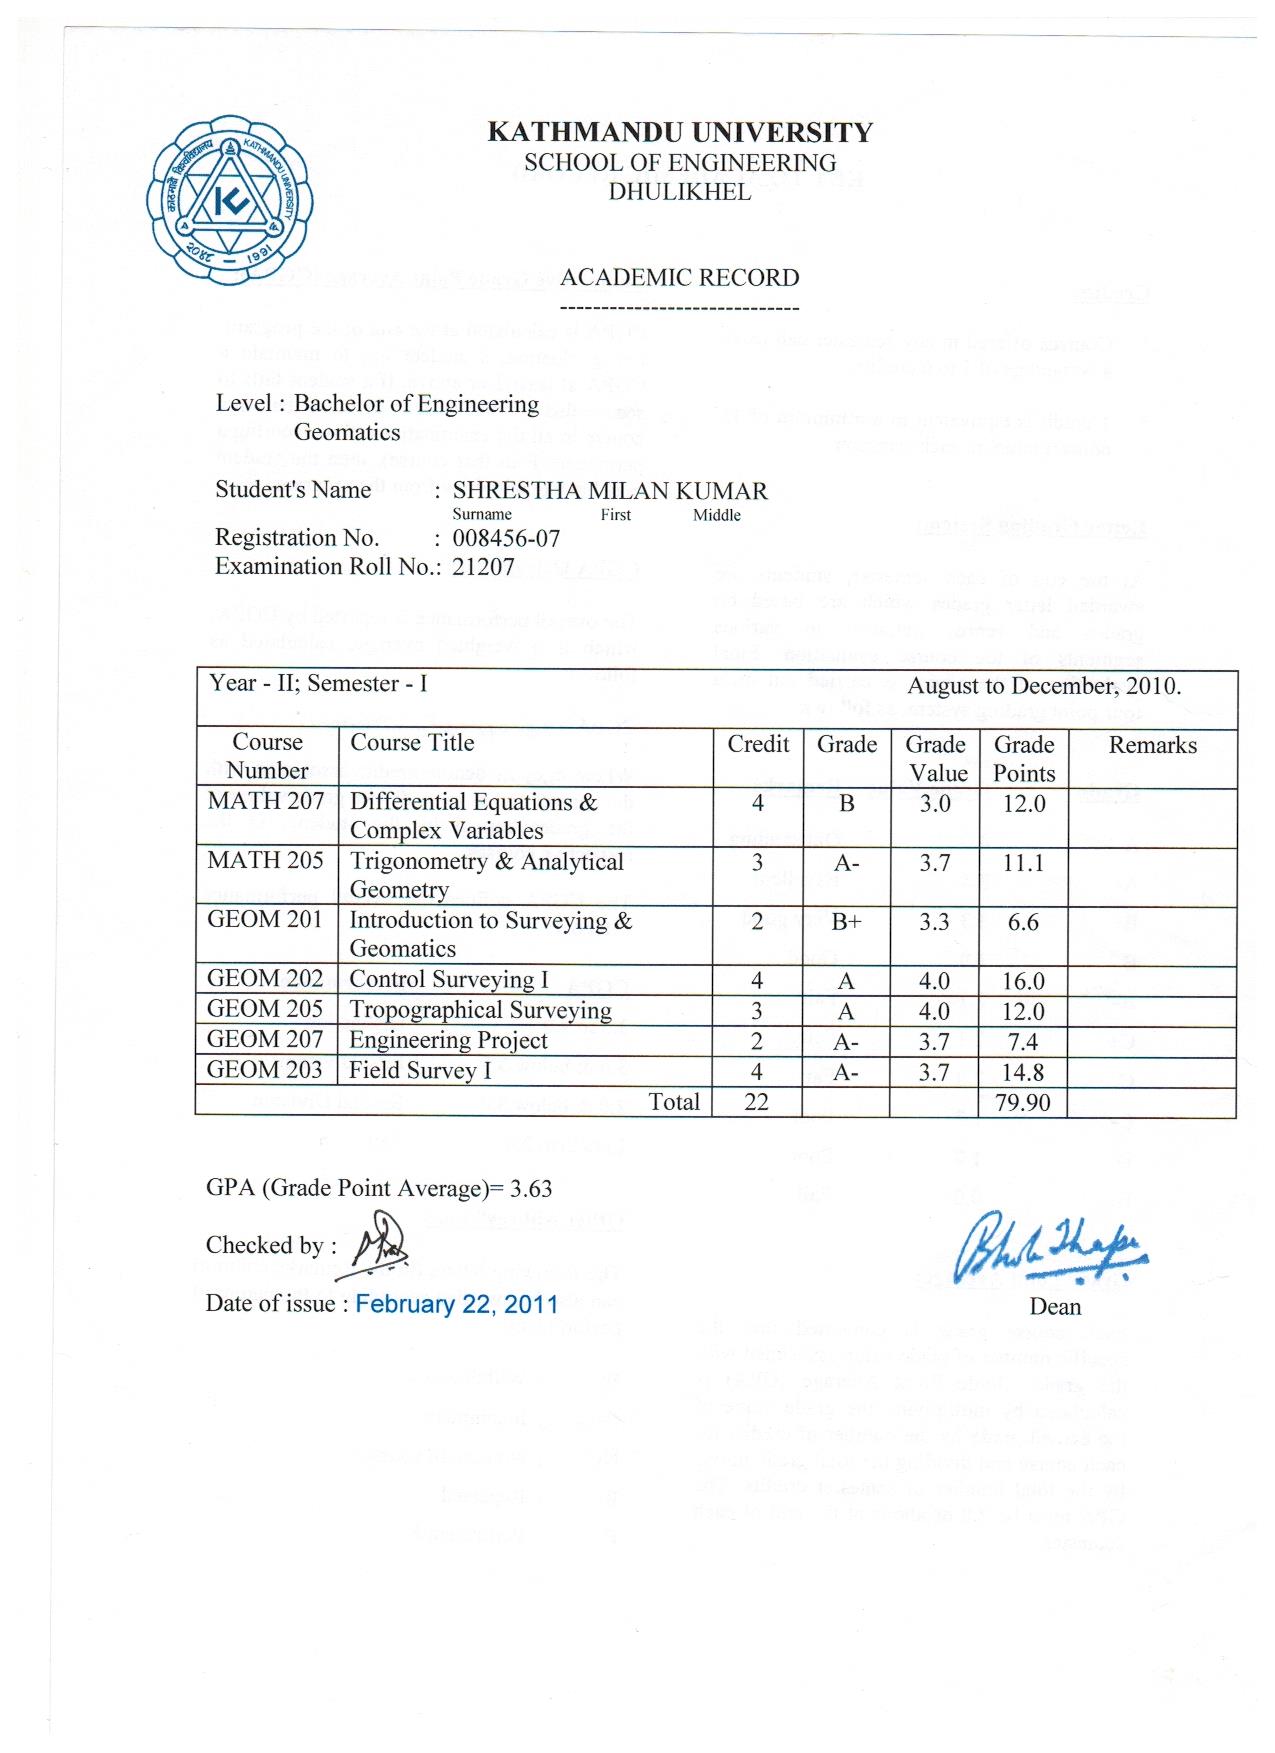 KATHMANDU UNIVERSITY
SCHOOL OF ENGINEERING
DHULIKHEL
काठमाडौं विश्वविद्यालय KATHMANDU UNIVERSITY
२०४८ – 1991
ACADEMIC RECORD
-----------------------------
Level : Bachelor of Engineering
Geomatics
Student's Name : SHRESTHA MILAN KUMAR
Surname First Middle
Registration No. : 008456-07
Examination Roll No.: 21207
Year - II; Semester - I August to December, 2010.
Course Number Course Title Credit Grade Grade Value Grade Points Remarks
MATH 207 Differential Equations & 4 B 3.0 12.0
Complex Variables
MATH 205 Trigonometry & Analytical 3 A- 3.7 11.1
Geometry
GEOM 201 Introduction to Surveying & 2 B+ 3.3 6.6
Geomatics
GEOM 202 Control Surveying I 4 A 4.0 16.0
GEOM 205 Tropographical Surveying 3 A 4.0 12.0
GEOM 207 Engineering Project 2 A- 3.7 7.4
GEOM 203 Field Survey I 4 A- 3.7 14.8
Total 22 79.90
GPA (Grade Point Average)= 3.63
Checked by :
Date of issue : February 22, 2011
Dean